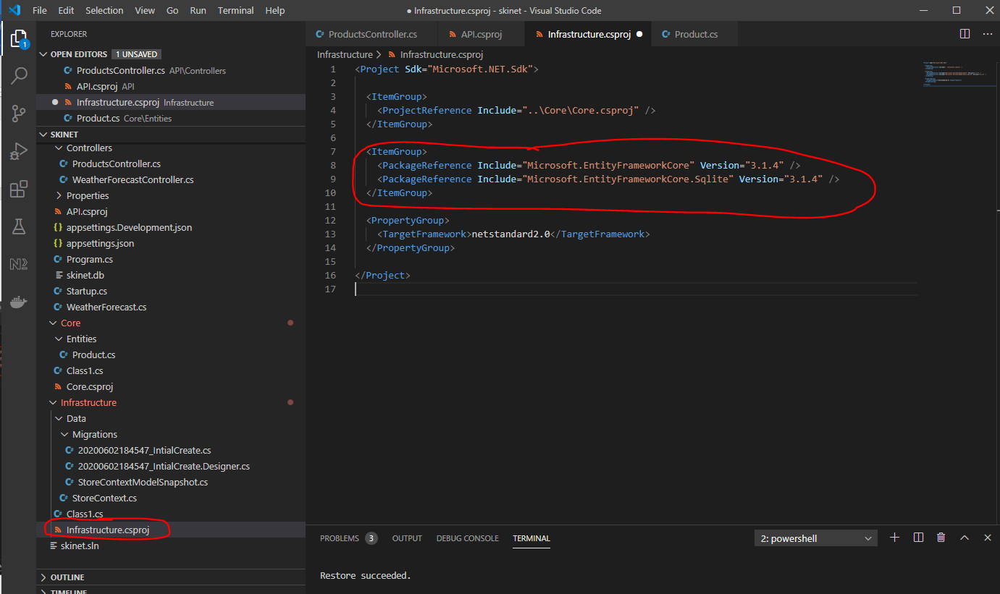 File Edit Selection View Go Run Terminal Help
● Infrastructure.csproj - skinet - Visual Studio Code
EXPLORER
1
OPEN EDITORS 1 UNSAVED
ProductsController.cs API\Controllers
API.csproj API
Infrastructure.csproj Infrastructure
Product.cs Core\Entities
SKINET
Controllers
ProductsController.cs
WeatherForecastController.cs
Properties
API.csproj
{} appsettings.Development.json
{} appsettings.json
Program.cs
skinet.db
Startup.cs
WeatherForecast.cs
Core
Entities
Product.cs
Class1.cs
Core.csproj
Infrastructure
Data
Migrations
20200602184547_IntialCreate.cs
20200602184547_IntialCreate.Designer.cs
StoreContextModelSnapshot.cs
StoreContext.cs
Class1.cs
Infrastructure.csproj
skinet.sln
OUTLINE
TIMELINE
ProductsController.cs API.csproj Infrastructure.csproj ● Product.cs
Infrastructure > Infrastructure.csproj
1 <Project Sdk="Microsoft.NET.Sdk">
2
3 <ItemGroup>
4 <ProjectReference Include="..\Core\Core.csproj" />
5 </ItemGroup>
6
7 <ItemGroup>
8 <PackageReference Include="Microsoft.EntityFrameworkCore" Version="3.1.4" />
9 <PackageReference Include="Microsoft.EntityFrameworkCore.Sqlite" Version="3.1.4" />
10 </ItemGroup>
11
12 <PropertyGroup>
13 <TargetFramework>netstandard2.0</TargetFramework>
14 </PropertyGroup>
15
16 </Project>
17
PROBLEMS 3 OUTPUT DEBUG CONSOLE TERMINAL 2: powershell
Restore succeeded.